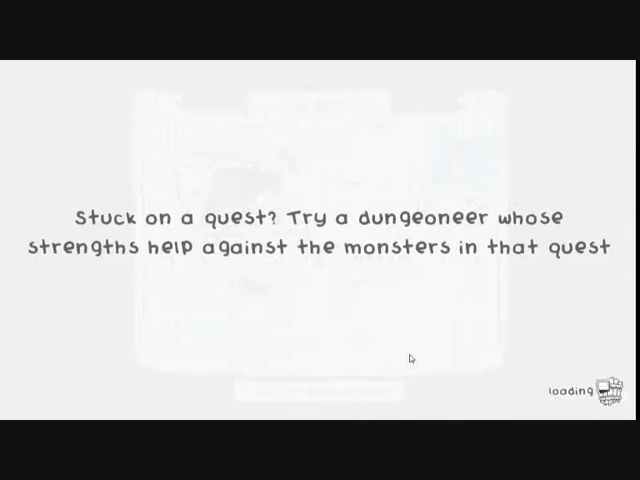 Stuck on a quest? Try a dungeoneer whose
strengths help against the monsters in that quest
loading